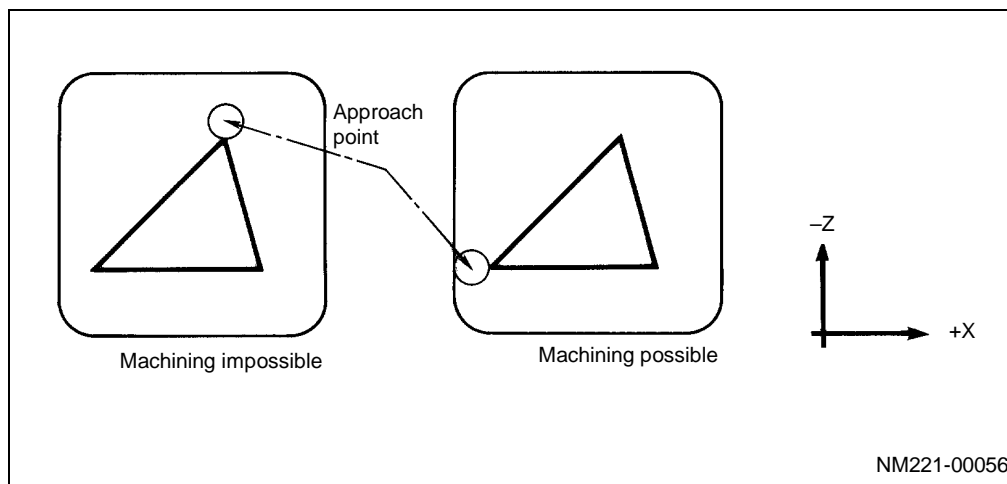 Approach
point
–Z
+X
Machining impossible
Machining possible
NM221-00056